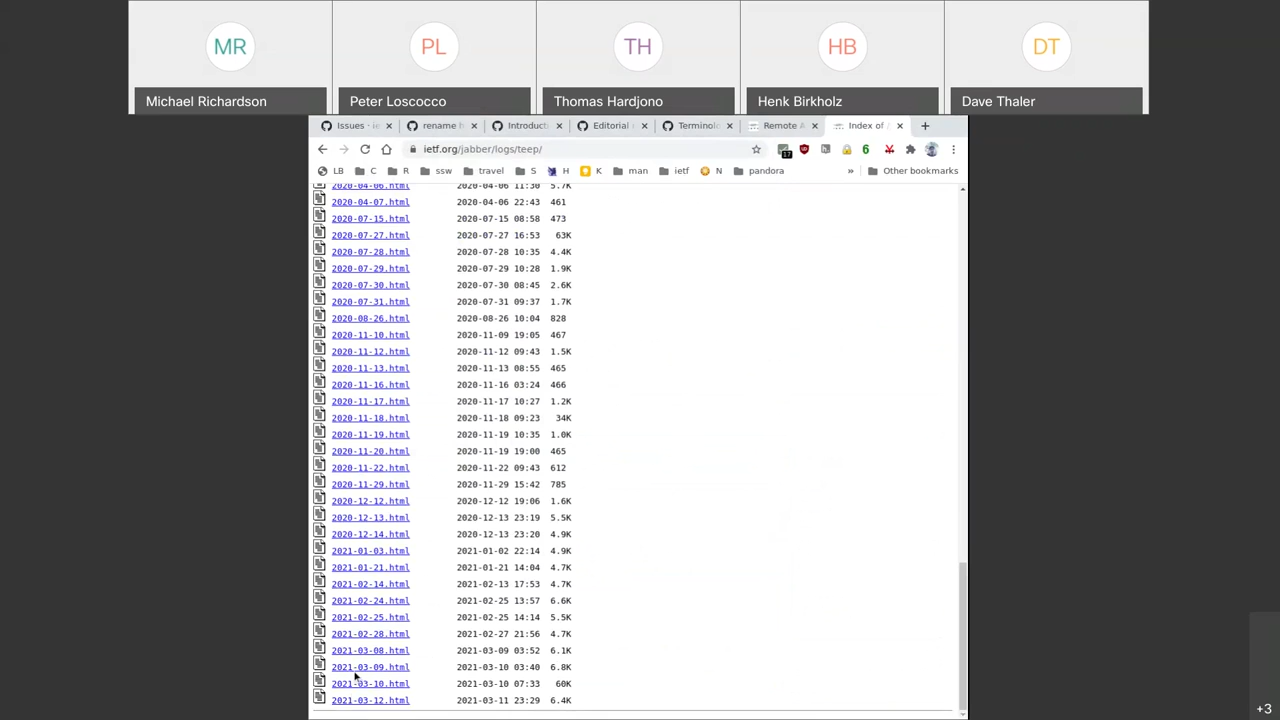 MR
PL
TH
HB
DT
Michael Richardson
Peter Loscocco
Thomas Hardjono
Henk Birkholz
Dave Thaler
Issues · ie
rename h
Introducti
Editorial
Terminolo
Remote A
Index of /
ietf.org/jabber/logs/teep/
17
6
LB C R ssw travel S H K man ietf N pandora » Other bookmarks
2020-04-06.html 2020-04-06 11:30 5.7K
2020-04-07.html 2020-04-06 22:43 461
2020-07-15.html 2020-07-15 08:58 473
2020-07-27.html 2020-07-27 16:53 63K
2020-07-28.html 2020-07-28 10:35 4.4K
2020-07-29.html 2020-07-29 10:28 1.9K
2020-07-30.html 2020-07-30 08:45 2.6K
2020-07-31.html 2020-07-31 09:37 1.7K
2020-08-26.html 2020-08-26 10:04 828
2020-11-10.html 2020-11-09 19:05 467
2020-11-12.html 2020-11-12 09:43 1.5K
2020-11-13.html 2020-11-13 08:55 465
2020-11-16.html 2020-11-16 03:24 466
2020-11-17.html 2020-11-17 10:27 1.2K
2020-11-18.html 2020-11-18 09:23 34K
2020-11-19.html 2020-11-19 10:35 1.0K
2020-11-20.html 2020-11-19 19:00 465
2020-11-22.html 2020-11-22 09:43 612
2020-11-29.html 2020-11-29 15:42 785
2020-12-12.html 2020-12-12 19:06 1.6K
2020-12-13.html 2020-12-13 23:19 5.5K
2020-12-14.html 2020-12-13 23:20 4.9K
2021-01-03.html 2021-01-02 22:14 4.9K
2021-01-21.html 2021-01-21 14:04 4.7K
2021-02-14.html 2021-02-13 17:53 4.7K
2021-02-24.html 2021-02-25 13:57 6.6K
2021-02-25.html 2021-02-25 14:14 5.5K
2021-02-28.html 2021-02-27 21:56 4.7K
2021-03-08.html 2021-03-09 03:52 6.1K
2021-03-09.html 2021-03-10 03:40 6.8K
2021-03-10.html 2021-03-10 07:33 60K
2021-03-12.html 2021-03-11 23:29 6.4K
+3